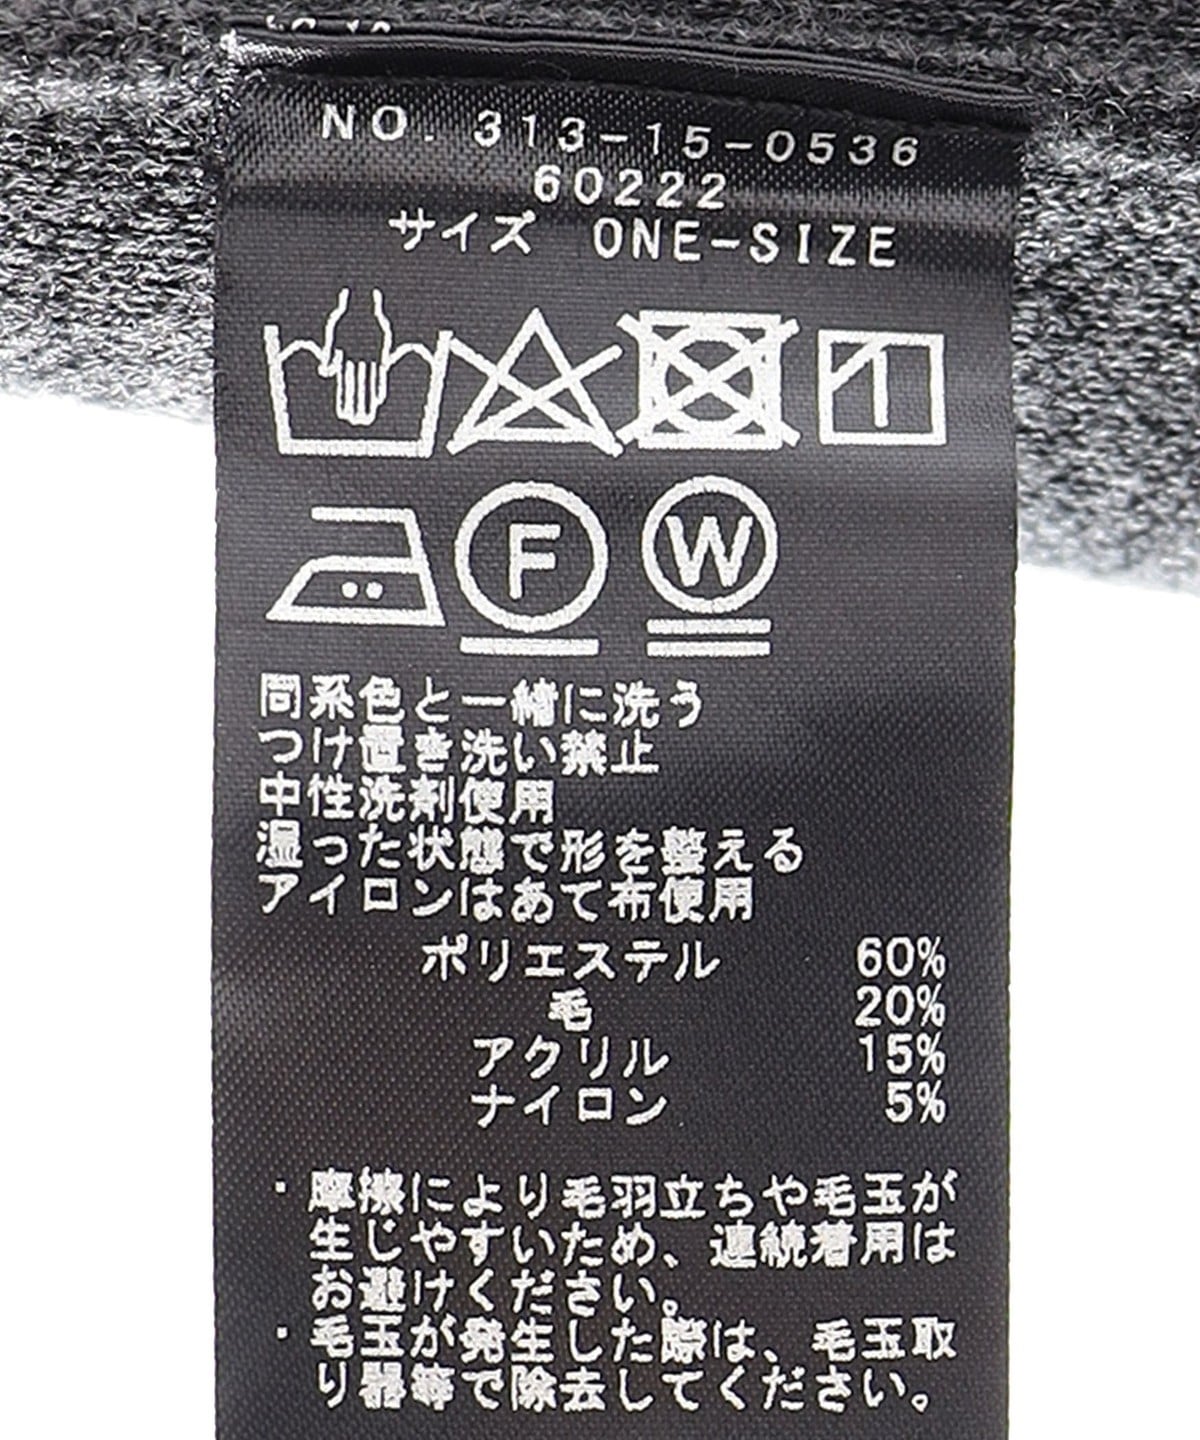 NO. 313-15-0536
60222
サイズ ONE-SIZE
F W
同系色と一緒に洗う
つけ置き洗い禁止
中性洗剤使用
湿った状態で形を整える
アイロンはあて布使用
ポリエステル 60%
毛 20%
アクリル 15%
ナイロン 5%
・摩擦により毛羽立ちや毛玉が
生じやすいため、連続着用は
お避けください。
・毛玉が発生した際は、毛玉取
り器等で除去してください。